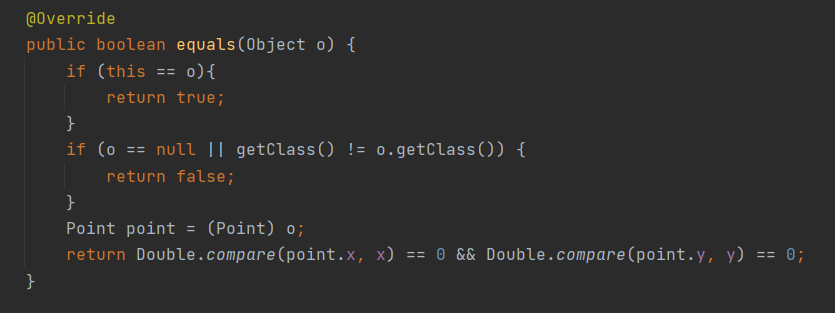 @Override
public boolean equals(Object o) {
if (this == o){
return true;
}
if (o == null || getClass() != o.getClass()) {
return false;
}
Point point = (Point) o;
return Double.compare(point.x, x) == 0 && Double.compare(point.y, y) == 0;
}